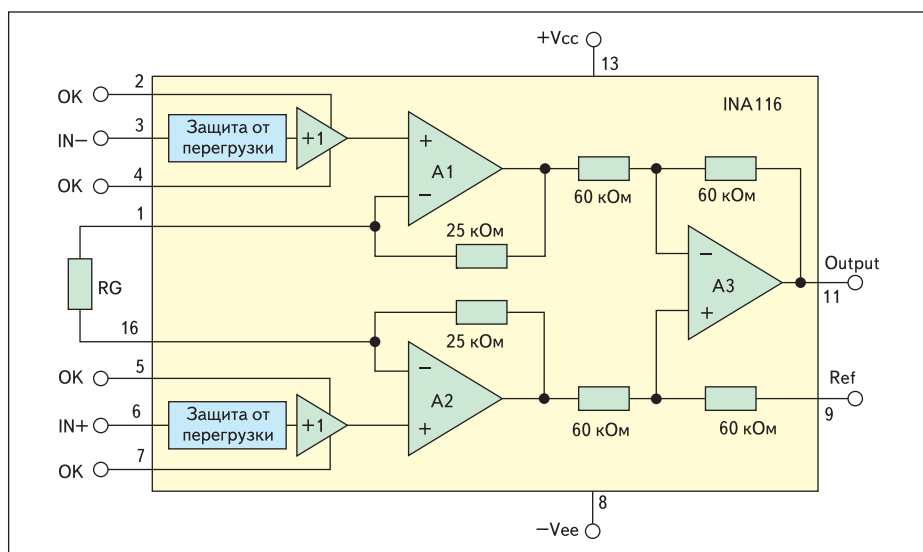 +Vcc
13
INA116
OK
2
IN−
3
Защита от
перегрузки
+1
OK
4
+
A1
−
1
25 кОм
60 кОм
60 кОм
RG
−
A3
+
Output
11
16
25 кОм
OK
5
−
A2
+
IN+
6
Защита от
перегрузки
+1
OK
7
60 кОм
60 кОм
Ref
9
8
−Vee